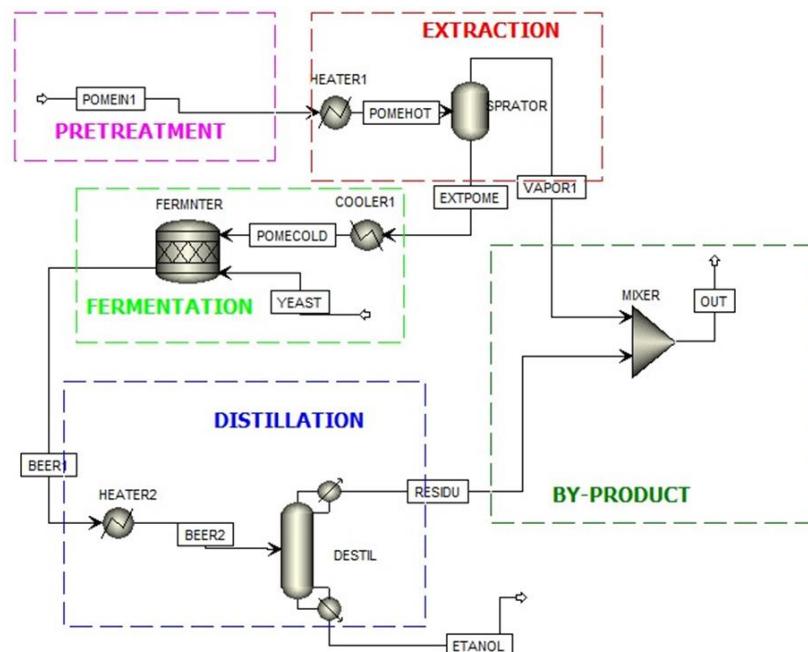 EXTRACTION
HEATER1
POMEIN1
POMEHOT
SPRATOR
PRETREATMENT
EXTPOME
VAPOR1
FERMNTER
COOLER1
POMECOLD
YEAST
FERMENTATION
MIXER
OUT
DISTILLATION
BEER1
HEATER2
BEER2
RESIDU
BY-PRODUCT
DESTIL
ETANOL